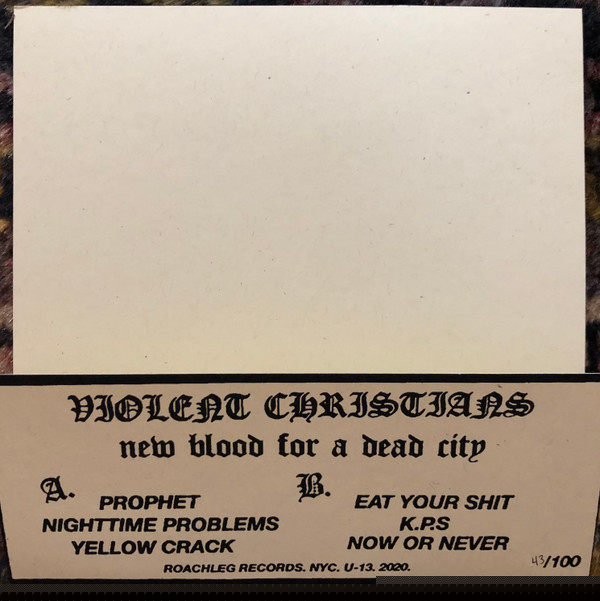 VIOLENT CHRISTIANS
new blood for a dead city
A.
PROPHET
NIGHTTIME PROBLEMS
YELLOW CRACK
B.
EAT YOUR SHIT
K.P.S
NOW OR NEVER
ROACHLEG RECORDS. NYC. U-13. 2020.
43/100